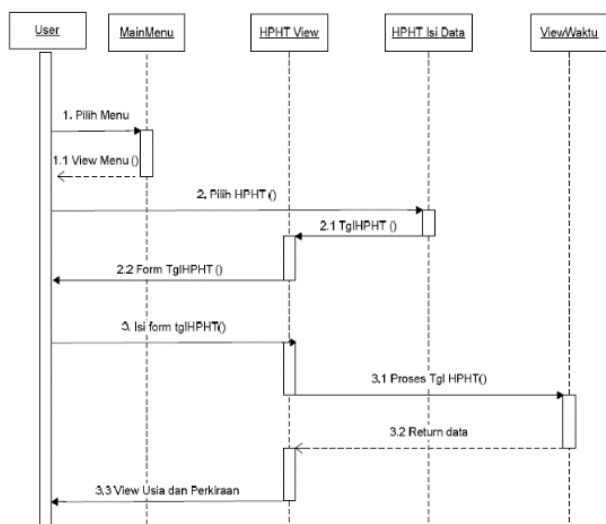 User
MainMenu
HPHT View
HPHT Isi Data
ViewWaktu
1. Pilih Menu
1.1 View Menu ()
2. Pilih HPHT ()
2.1 TglHPHT ()
2.2 Form TglHPHT ()
3. Isi form tglHPHT()
3.1 Proses Tgl HPHT()
3.2 Return data
3.3 View Usia dan Perkiraan